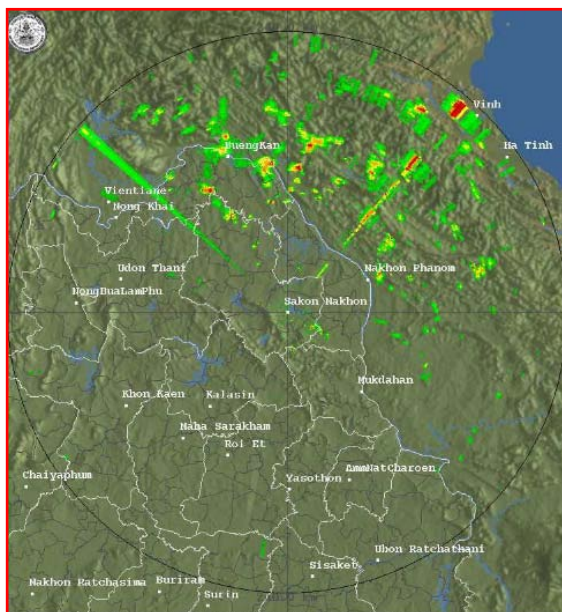 Vinh
Ha Tinh
BuengKan
Vientiane
Nong Khai
Udon Thani
Nakhon Phanom
NongBuaLamPhu
Sakon Nakhon
Mukdahan
Khon Kaen
Kalasin
Maha Sarakham
Roi Et
Chaiyaphum
AmnNatCharoen
Yasothon
Ubon Ratchathani
Sisaket
Nakhon Ratchasima
Buriram
Surin